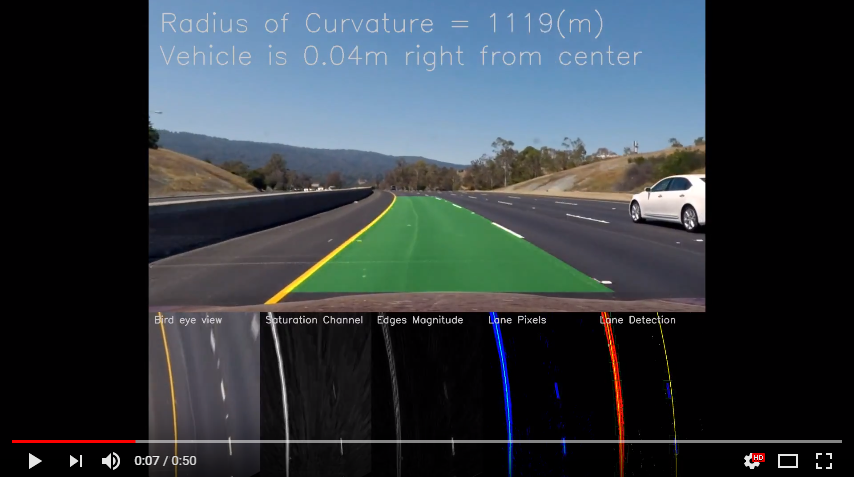 Radius of Curvature = 1119(m)
Vehicle is 0.04m right from center
Bird eye view
Saturation Channel
Edges Magnitude
Lane Pixels
Lane Detection
0:07 / 0:50
HD